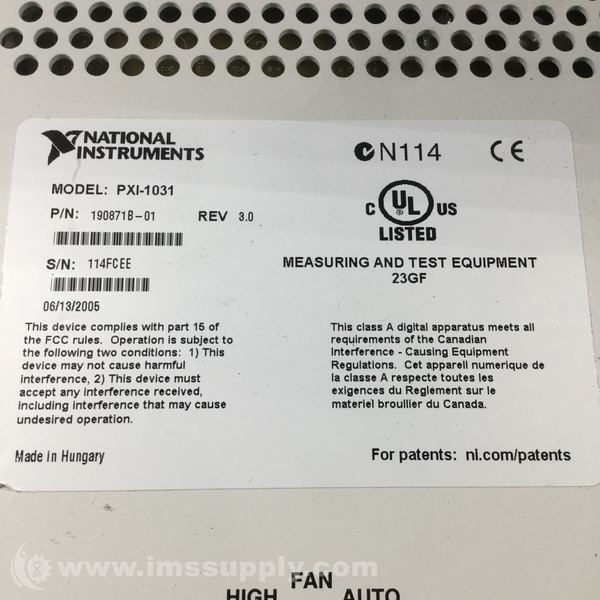 NATIONAL
INSTRUMENTS
N114 CE
MODEL: PXI-1031
P/N: 190871B-01 REV 3.0
C UL US
LISTED
S/N: 114FCEE
MEASURING AND TEST EQUIPMENT
23GF
06/13/2005
This device complies with part 15 of
the FCC rules. Operation is subject to
the following two conditions: 1) This
device may not cause harmful
interference, 2) This device must
accept any interference received,
including interference that may cause
undesired operation.
This class A digital apparatus meets all
requirements of the Canadian
Interference - Causing Equipment
Regulations. Cet appareil numerique de
la classe A respecte toutes les
exigences du Reglement sur le
materiel broullier du Canada.
Made in Hungary
For patents: ni.com/patents
www.imssupply.com
FAN
HIGH AUTO